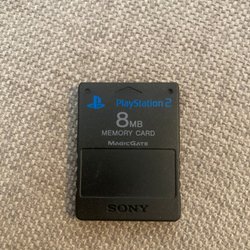 PlayStation 2
8MB
MEMORY CARD
MAGICGATE
SONY